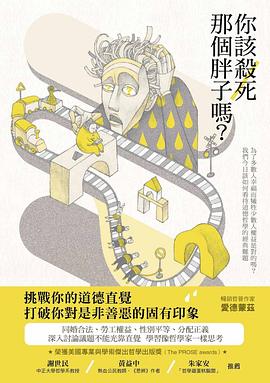 你該殺死
那個胖子嗎？
為了多數人幸福而犧牲少數人權益是對的嗎？
我們今日該如何看待道德哲學的經典難題
挑戰你的道德直覺
打破你對是非善惡的固有印象
暢銷哲普作家
愛德蒙茲
同婚合法、勞工權益、性別平等、分配正義
深入討論議題不能光靠直覺 學習像哲學家一樣思考
★榮獲美國專業與學術傑出哲學出版獎（The PROSE awards）★
謝世民
中正大學哲學系教授
黃益中
熱血公民教師、《思辨》作者
朱家安
「哲學雞蛋糕腦闆」
推薦